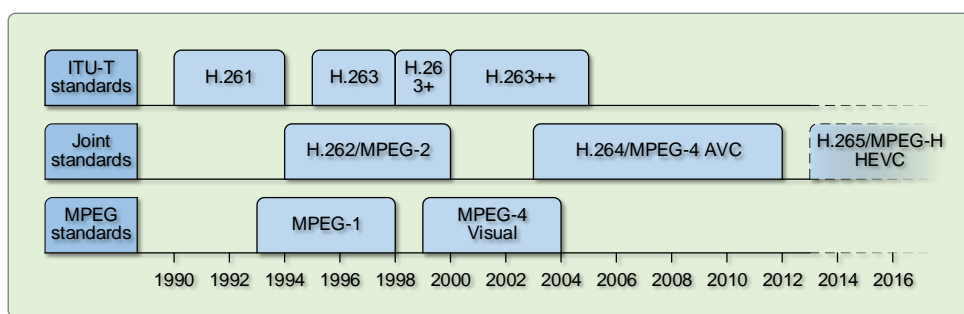 ITU-T
standards
H.261
H.263
H.26
3+
H.263++
Joint
standards
H.262/MPEG-2
H.264/MPEG-4 AVC
H.265/MPEG-H
HEVC
MPEG
standards
MPEG-1
MPEG-4
Visual
1990 1992 1994 1996 1998 2000 2002 2004 2006 2008 2010 2012 2014 2016